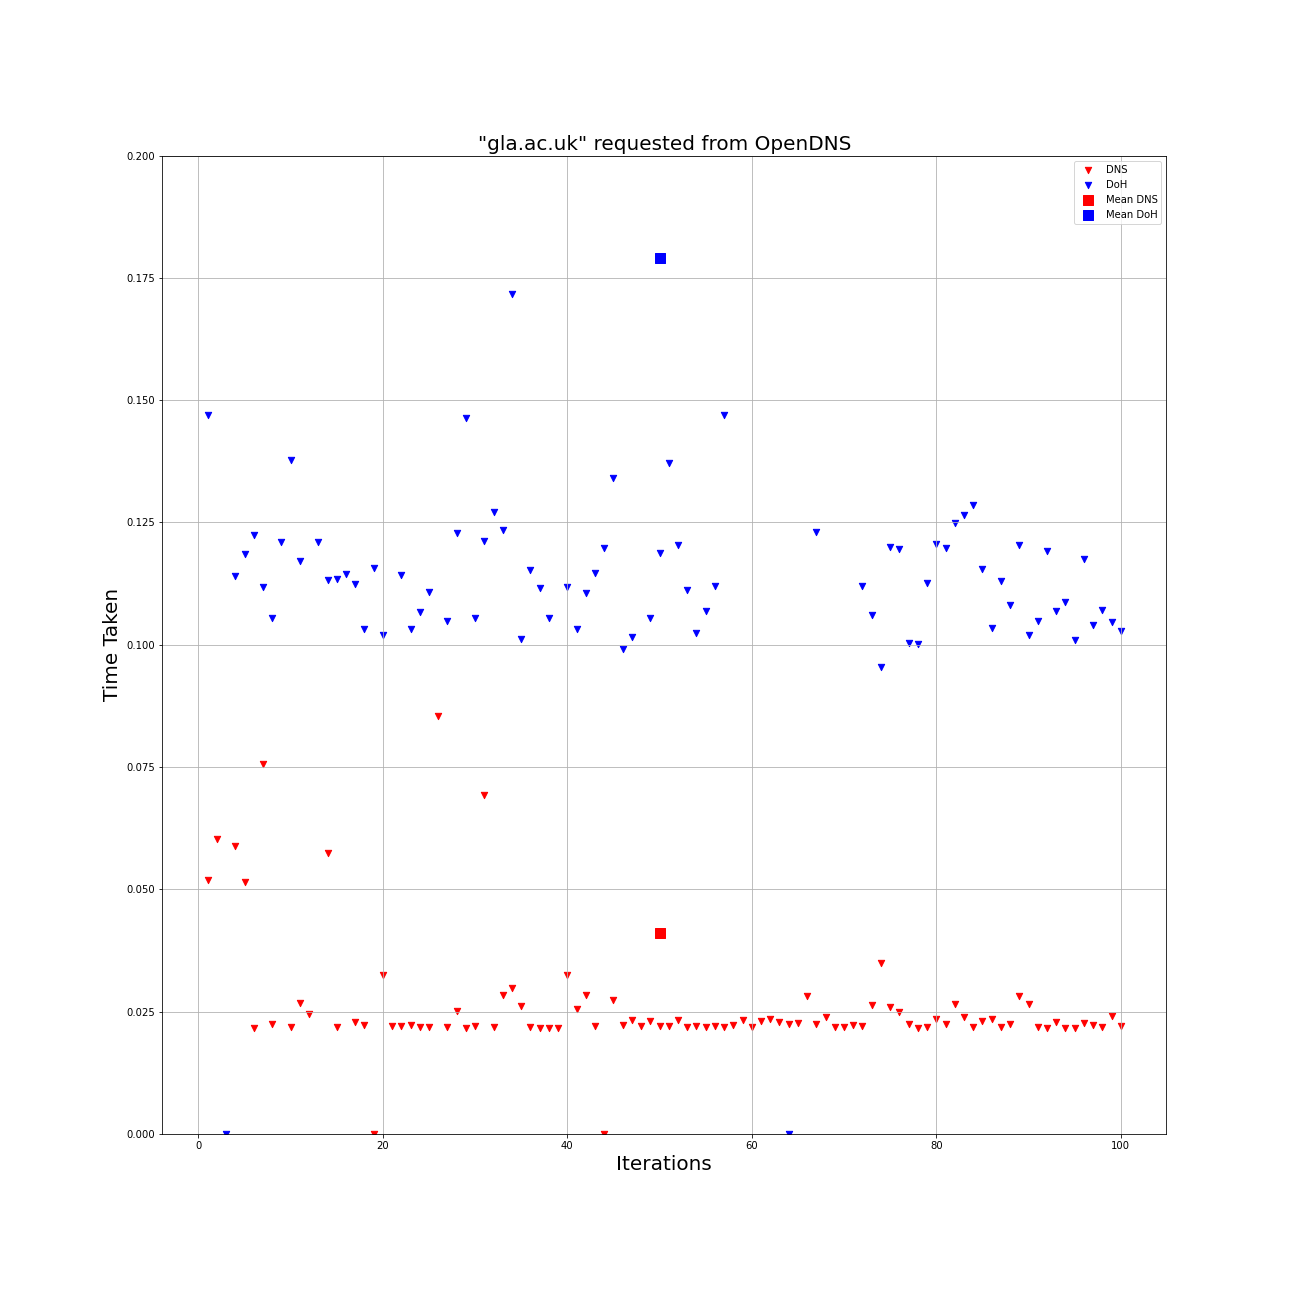 "gla.ac.uk" requested from OpenDNS
0.200
0.175
0.150
0.125
0.100
0.075
0.050
0.025
0.000
Time Taken
DNS
DoH
Mean DNS
Mean DoH
0 20 40 60 80 100
Iterations